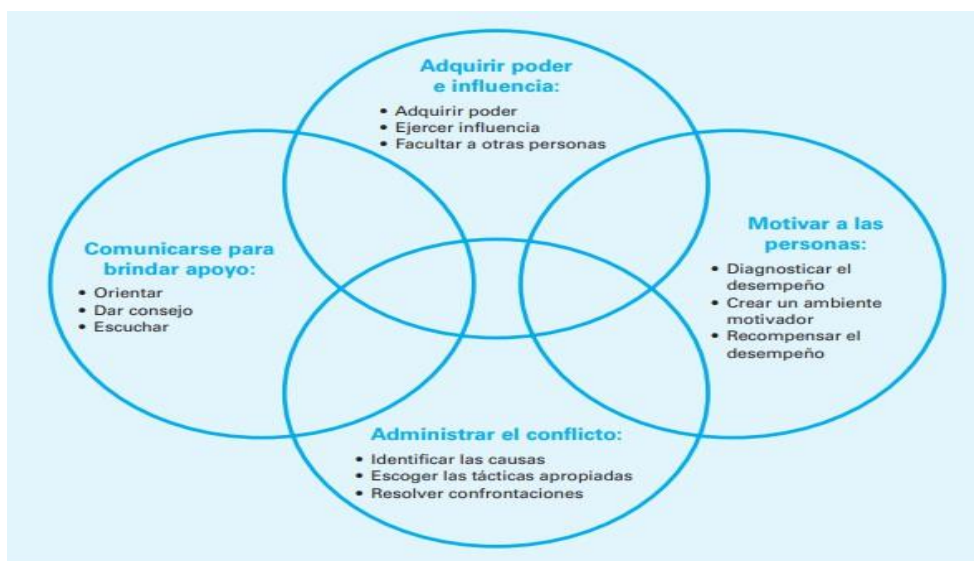 Adquirir poder
e influencia:
• Adquirir poder
• Ejercer influencia
• Facultar a otras personas
Comunicarse para
brindar apoyo:
• Orientar
• Dar consejo
• Escuchar
Motivar a las
personas:
• Diagnosticar el
desempeño
• Crear un ambiente
motivador
• Recompensar el
desempeño
Administrar el conflicto:
• Identificar las causas
• Escoger las tácticas apropiadas
• Resolver confrontaciones